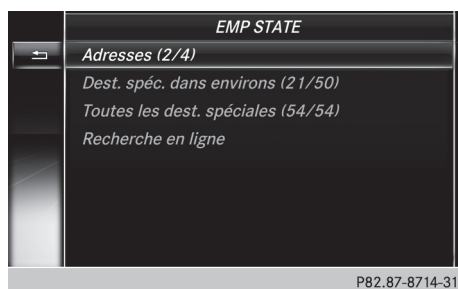 EMP STATE
Adresses (2/4)
Dest. spéc. dans environs (21/50)
Toutes les dest. spéciales (54/54)
Recherche en ligne
P82.87-8714-31